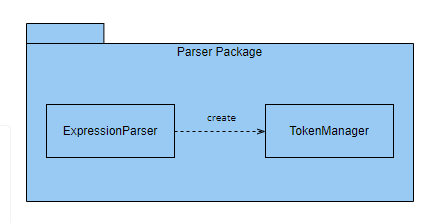 Parser Package
create
ExpressionParser
TokenManager